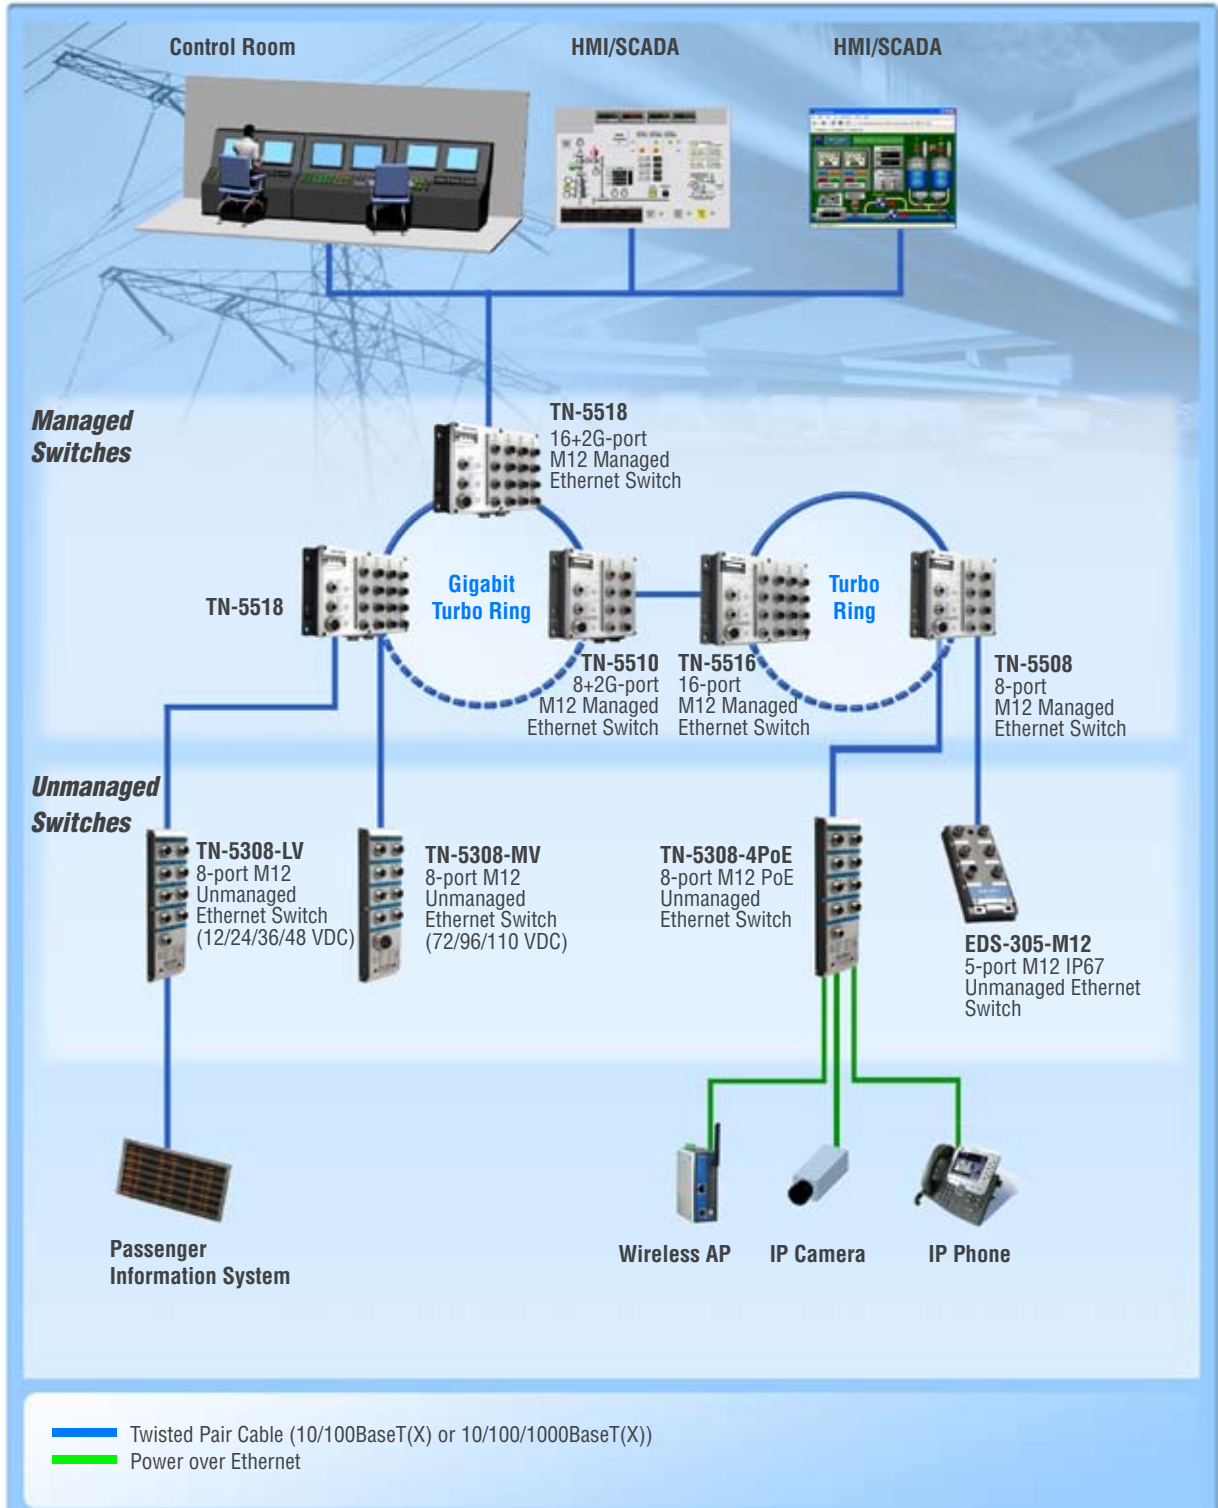 Control Room
HMI/SCADA
HMI/SCADA
Managed
Switches
TN-5518
16+2G-port
M12 Managed
Ethernet Switch
TN-5518
Gigabit
Turbo Ring
Turbo
Ring
TN-5510
8+2G-port
M12 Managed
Ethernet Switch
TN-5516
16-port
M12 Managed
Ethernet Switch
TN-5508
8-port
M12 Managed
Ethernet Switch
Unmanaged
Switches
TN-5308-LV
8-port M12
Unmanaged
Ethernet Switch
(12/24/36/48 VDC)
TN-5308-MV
8-port M12
Unmanaged
Ethernet Switch
(72/96/110 VDC)
TN-5308-4PoE
8-port M12 PoE
Unmanaged
Ethernet Switch
EDS-305-M12
5-port M12 IP67
Unmanaged Ethernet
Switch
Passenger
Information System
Wireless AP
IP Camera
IP Phone
Twisted Pair Cable (10/100BaseT(X) or 10/100/1000BaseT(X))
Power over Ethernet